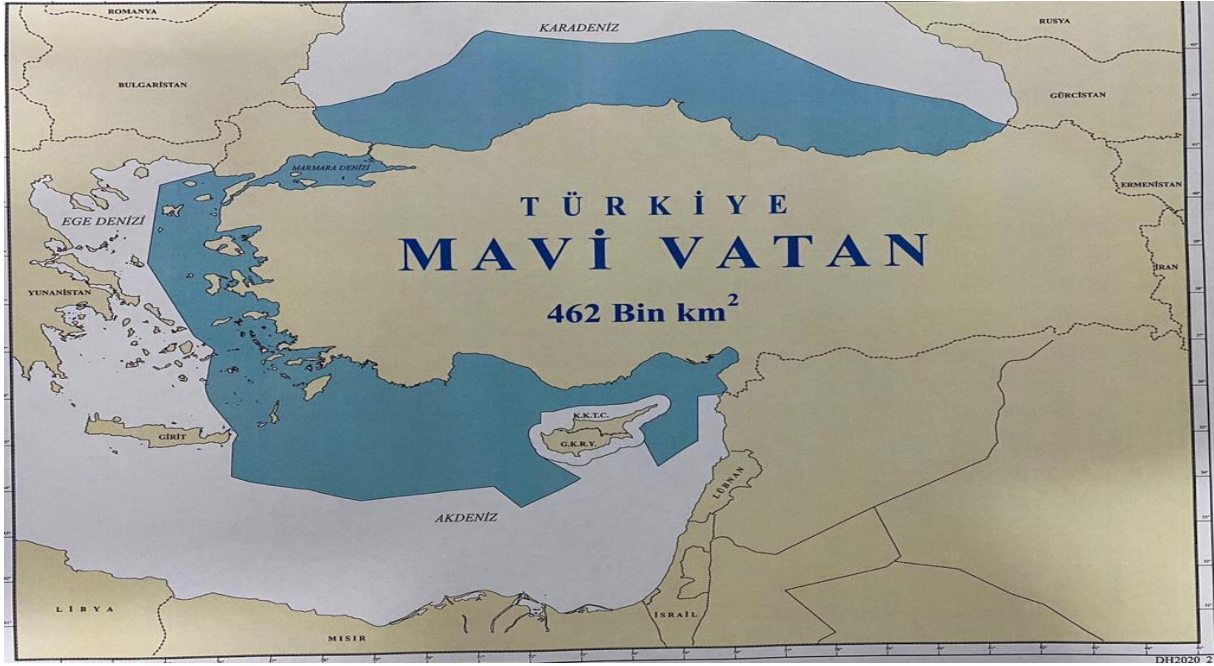 ROMANYA
KARADENİZ
RUSYA
BULGARİSTAN
GÜRCİSTAN
MARMARA DENİZİ
ERMENİSTAN
TÜRKİYE
EGE DENİZİ
MAVİ VATAN
İRAN
YUNANİSTAN
462 Bin km²
K.K.T.C.
GİRİT
G.K.R.Y.
LÜBNAN
AKDENİZ
LİBYA
İSRAİL
MISIR
DH2020_2